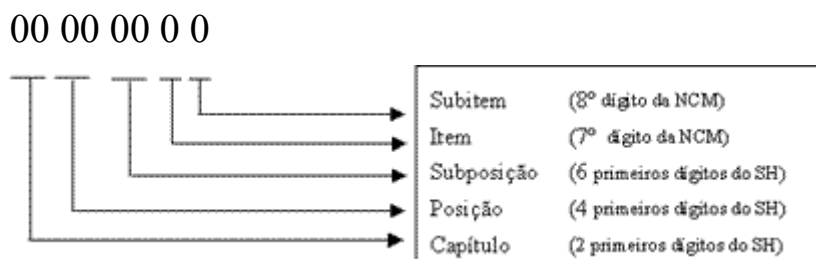 00 00 00 0 0
Subitem (8º dígito da NCM)
Item (7º dígito da NCM)
Subposição (6 primeiros dígitos do SH)
Posição (4 primeiros dígitos do SH)
Capítulo (2 primeiros dígitos do SH)